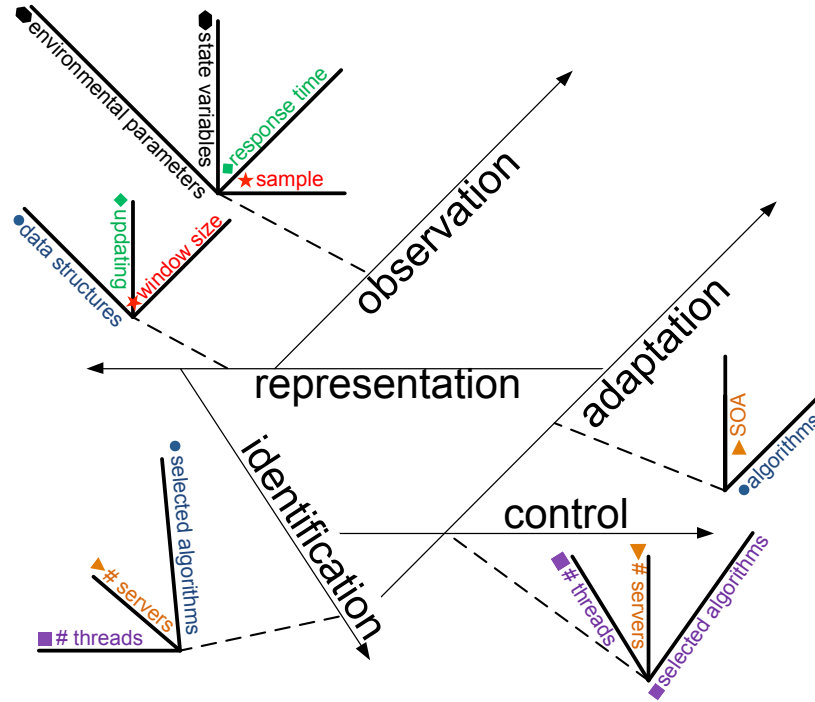 environmental parameters
state variables
response time
sample
data structures
updating
window size
observation
adaptation
representation
identification
control
SOA
algorithms
selected algorithms
# servers
# threads
# threads
# servers
selected algorithms